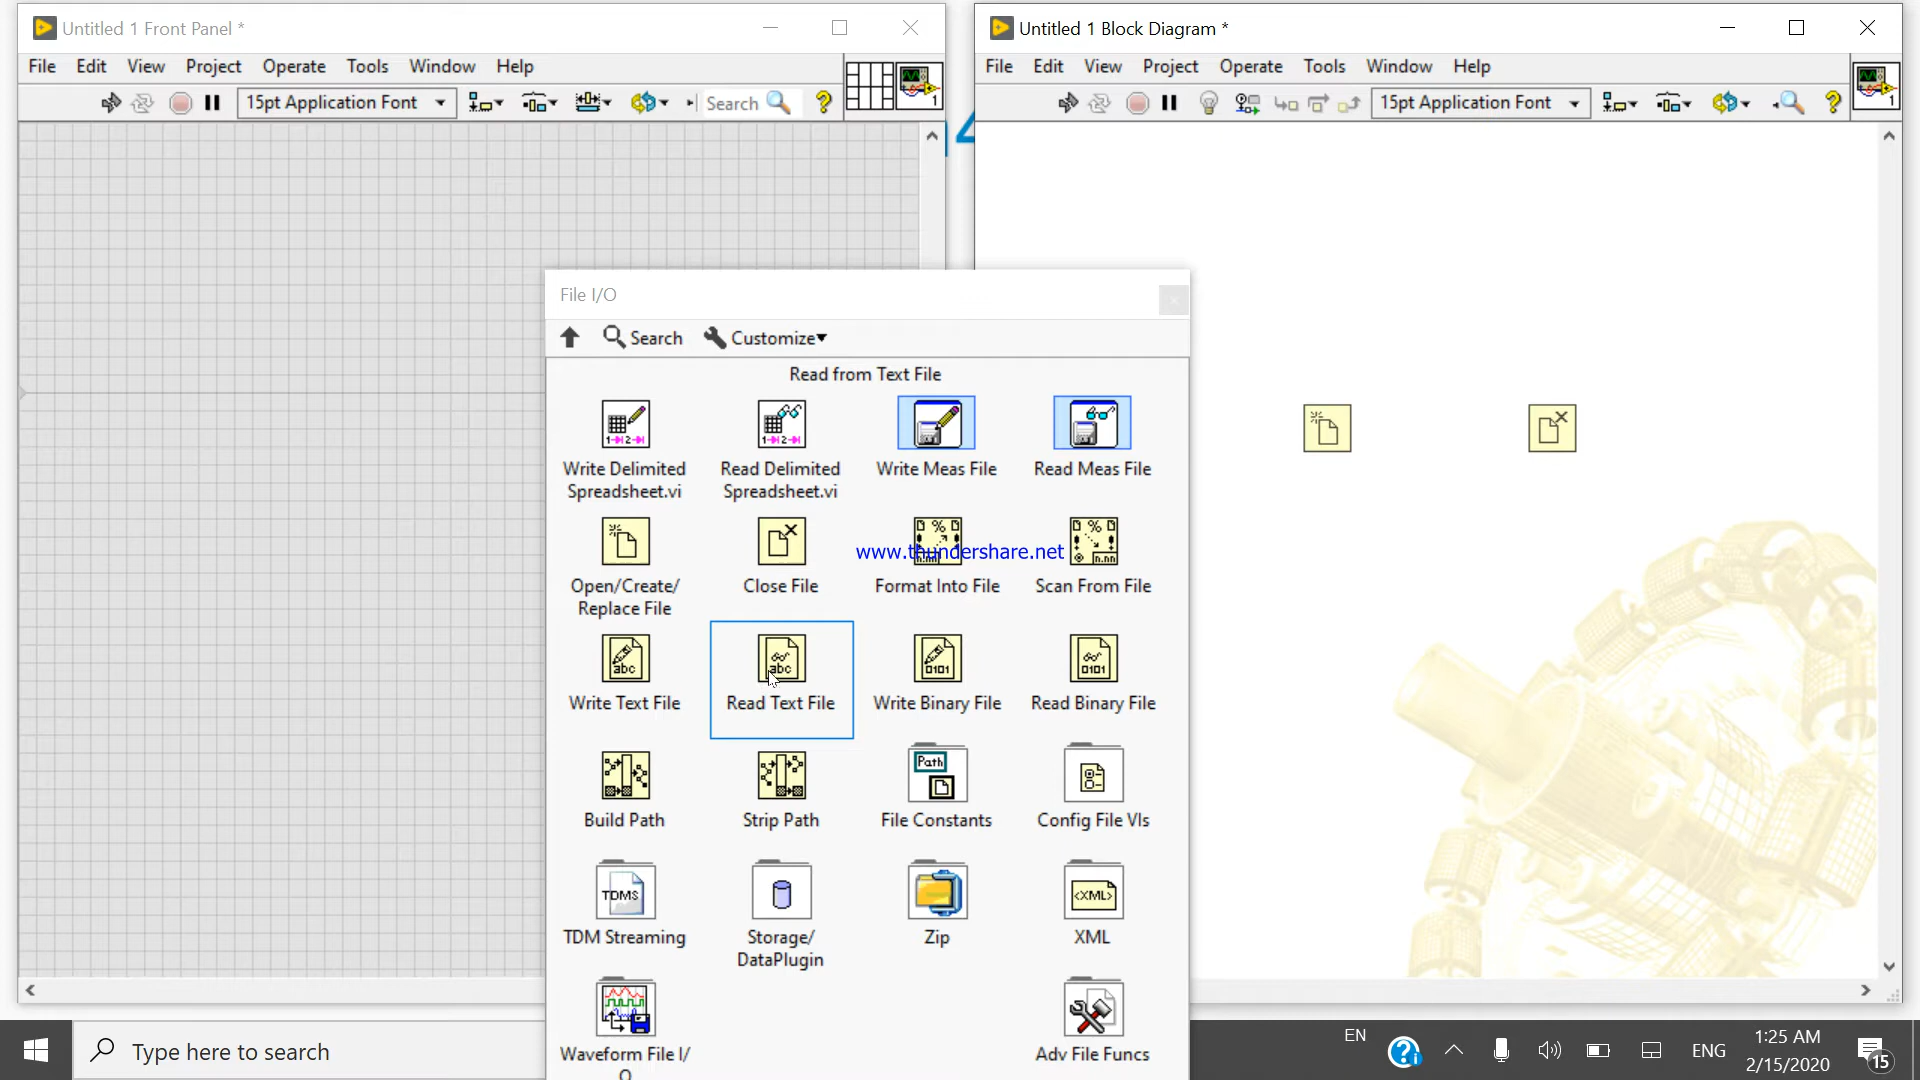 Untitled 1 Front Panel *
File Edit View Project Operate Tools Window Help
15pt Application Font
Search
1
Untitled 1 Block Diagram *
File Edit View Project Operate Tools Window Help
15pt Application Font
1
File I/O
Search Customize
Read from Text File
Write Delimited Spreadsheet.vi
Read Delimited Spreadsheet.vi
Write Meas File
Read Meas File
Open/Create/
Replace File
Close File
Format Into File
Scan From File
www.thundershare.net
abc
Write Text File
abc
Read Text File
0101
Write Binary File
0101
Read Binary File
Build Path
Strip Path
Path
File Constants
Config File VIs
TDMS
TDM Streaming
Storage/
DataPlugin
Zip
<XML>
XML
Waveform File I/
O
Adv File Funcs
Type here to search
EN
ENG
1:25 AM
2/15/2020
15